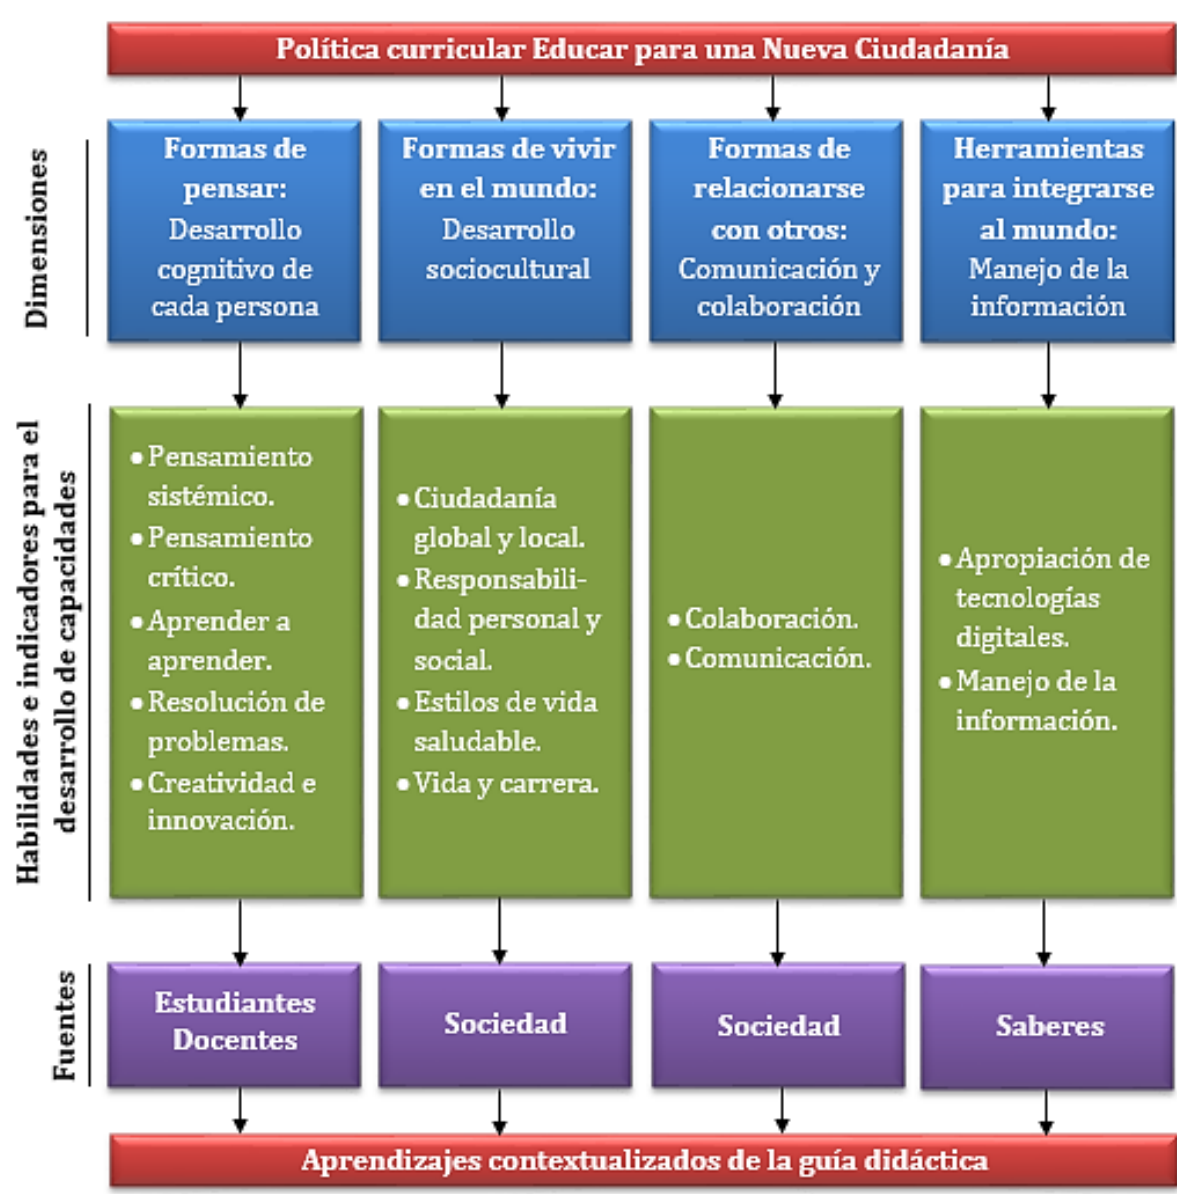 Política curricular Educar para una Nueva Ciudadanía
Dimensiones
Formas de
pensar:
Desarrollo
cognitivo de
cada persona
Formas de vivir
en el mundo:
Desarrollo
sociocultural
Formas de
relacionarse
con otros:
Comunicación y
colaboración
Herramientas
para integrarse
al mundo:
Manejo de la
información
Habilidades e indicadores para el
desarrollo de capacidades
•Pensamiento
sistémico.
•Pensamiento
crítico.
•Aprender a
aprender.
•Resolución de
problemas.
•Creatividad e
innovación.
•Ciudadanía
global y local.
•Responsabili-
dad personal y
social.
•Estilos de vida
saludable.
•Vida y carrera.
•Colaboración.
•Comunicación.
•Apropiación de
tecnologías
digitales.
•Manejo de la
información.
Fuentes
Estudiantes
Docentes
Sociedad
Sociedad
Saberes
Aprendizajes contextualizados de la guía didáctica